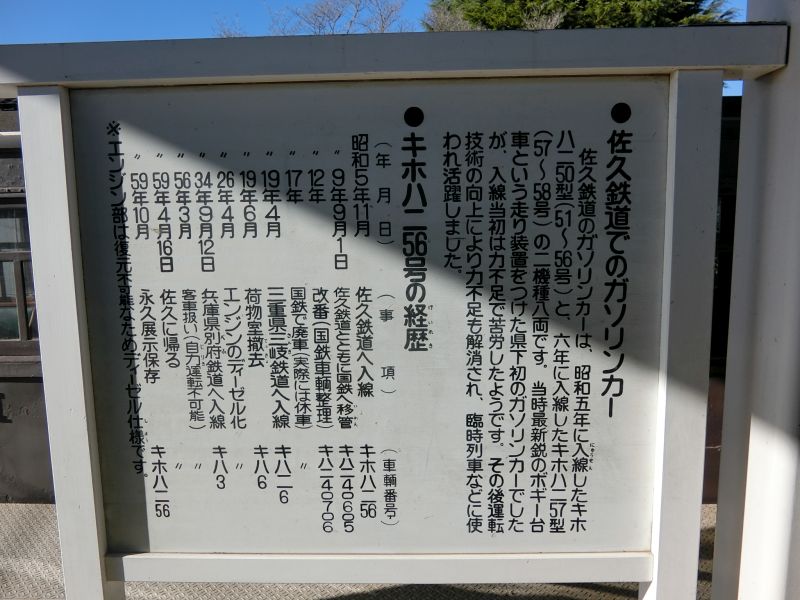 ●佐久鉄道でのガソリンカー
佐久鉄道のガソリンカーは、昭和五年に入線したキホ
ハ二50型(51～56号)と、六年に入線したキホハ二57型
(57～58号)の二機種八両です。当時最新鋭のボギー台
車という走り装置をつけた県下初のガソリンカーでした
が、入線当初は力不足で苦労したようです。その後運転
技術の向上により力不足も解消され、臨時列車などに使
われ活躍しました。
●キホハ二56号の経歴
(年月日) (事項) (車輌番号)
昭和5年11月 佐久鉄道へ入線 キホハ二56
〃 9年9月1日 佐久鉄道とともに国鉄へ移管 キハ二40605
〃 12年 改番(国鉄車輌整理) キハ二40706
〃 17年 国鉄で廃車(実際には休車)
〃 19年4月 三重県三岐鉄道へ入線 キハ二6
〃 19年6月 荷物室撤去 キハ6
〃 26年4月 エンジンのディーゼル化 〃
〃 34年9月12日 兵庫県別府鉄道へ入線 キハ3
〃 56年3月 客車扱い(自力運転不可能) 〃
〃 59年4月16日 佐久に帰る 〃
〃 59年10月 永久展示保存 キホハ二56
※エンジン部は復元不可能なためディーゼル仕様です。